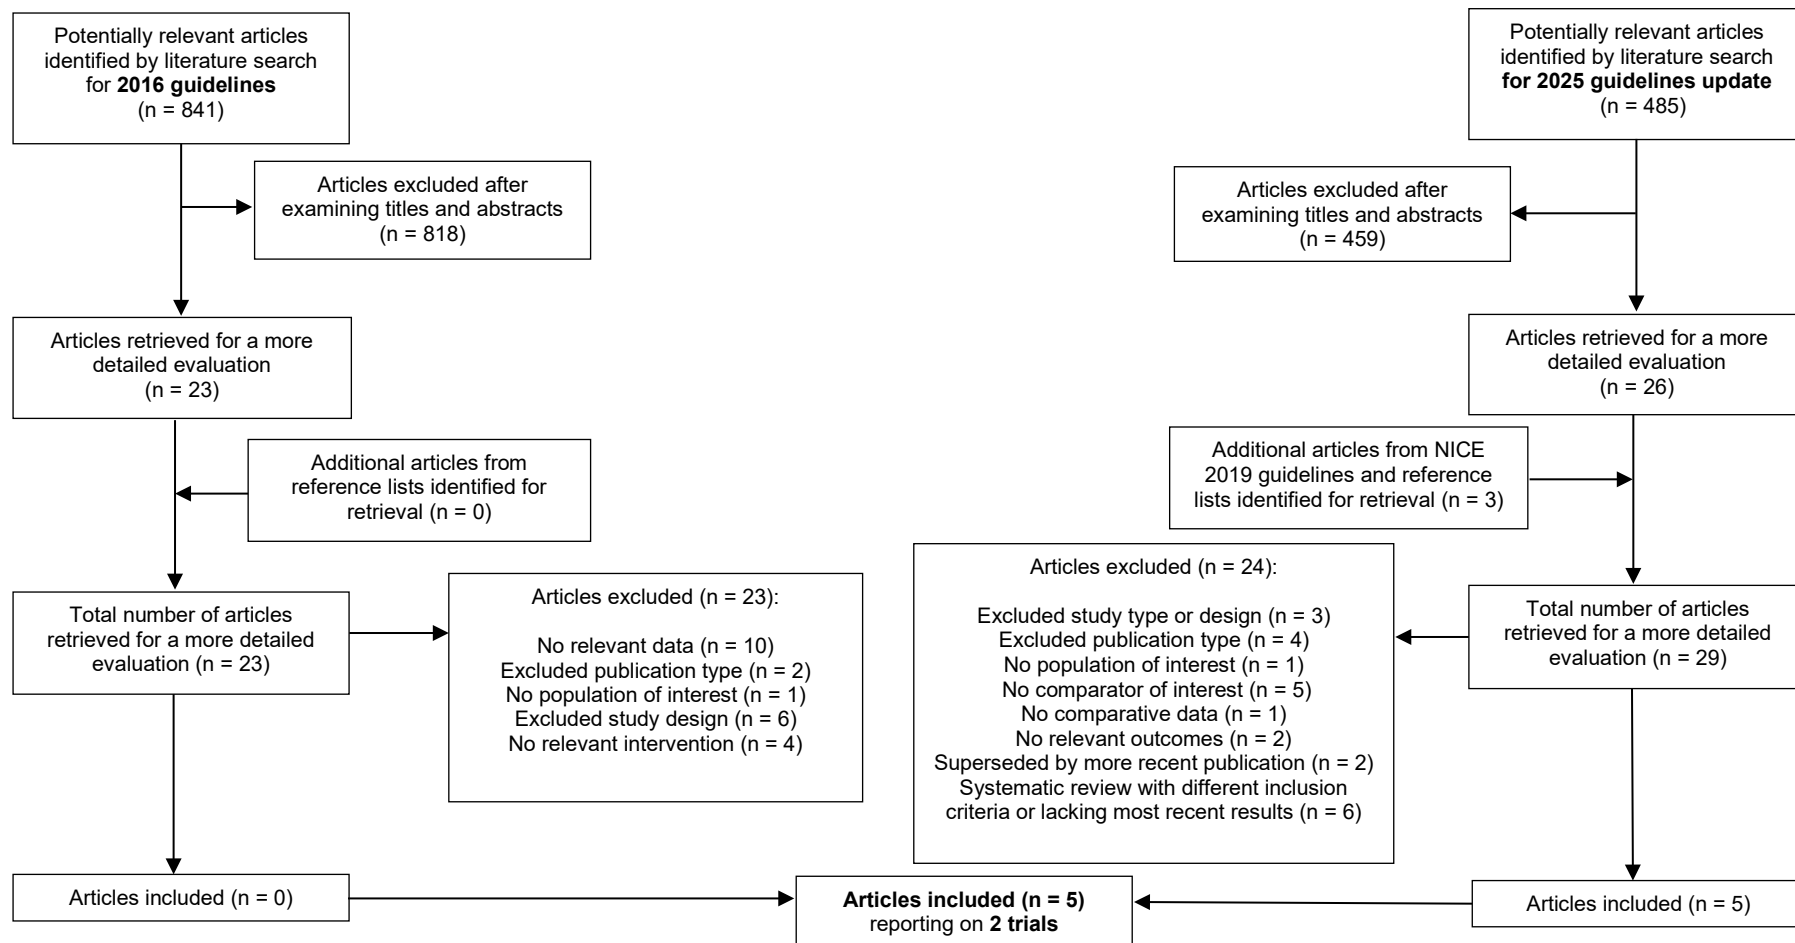 Potentially relevant articles
identified by literature search
for 2016 guidelines
(n = 841)
Articles excluded after
examining titles and abstracts
(n = 818)
Articles retrieved for a more
detailed evaluation
(n = 23)
Additional articles from
reference lists identified for
retrieval (n = 0)
Total number of articles
retrieved for a more detailed
evaluation (n = 23)
Articles excluded (n = 23):
No relevant data (n = 10)
Excluded publication type (n = 2)
No population of interest (n = 1)
Excluded study design (n = 6)
No relevant intervention (n = 4)
Articles included (n = 0)
Potentially relevant articles
identified by literature search
for 2025 guidelines update
(n = 485)
Articles excluded after
examining titles and abstracts
(n = 459)
Articles retrieved for a more
detailed evaluation
(n = 26)
Additional articles from NICE
2019 guidelines and reference
lists identified for retrieval (n = 3)
Total number of articles
retrieved for a more detailed
evaluation (n = 29)
Articles excluded (n = 24):
Excluded study type or design (n = 3)
Excluded publication type (n = 4)
No population of interest (n = 1)
No comparator of interest (n = 5)
No comparative data (n = 1)
No relevant outcomes (n = 2)
Superseded by more recent publication (n = 2)
Systematic review with different inclusion
criteria or lacking most recent results (n = 6)
Articles included (n = 5)
Articles included (n = 5)
reporting on 2 trials